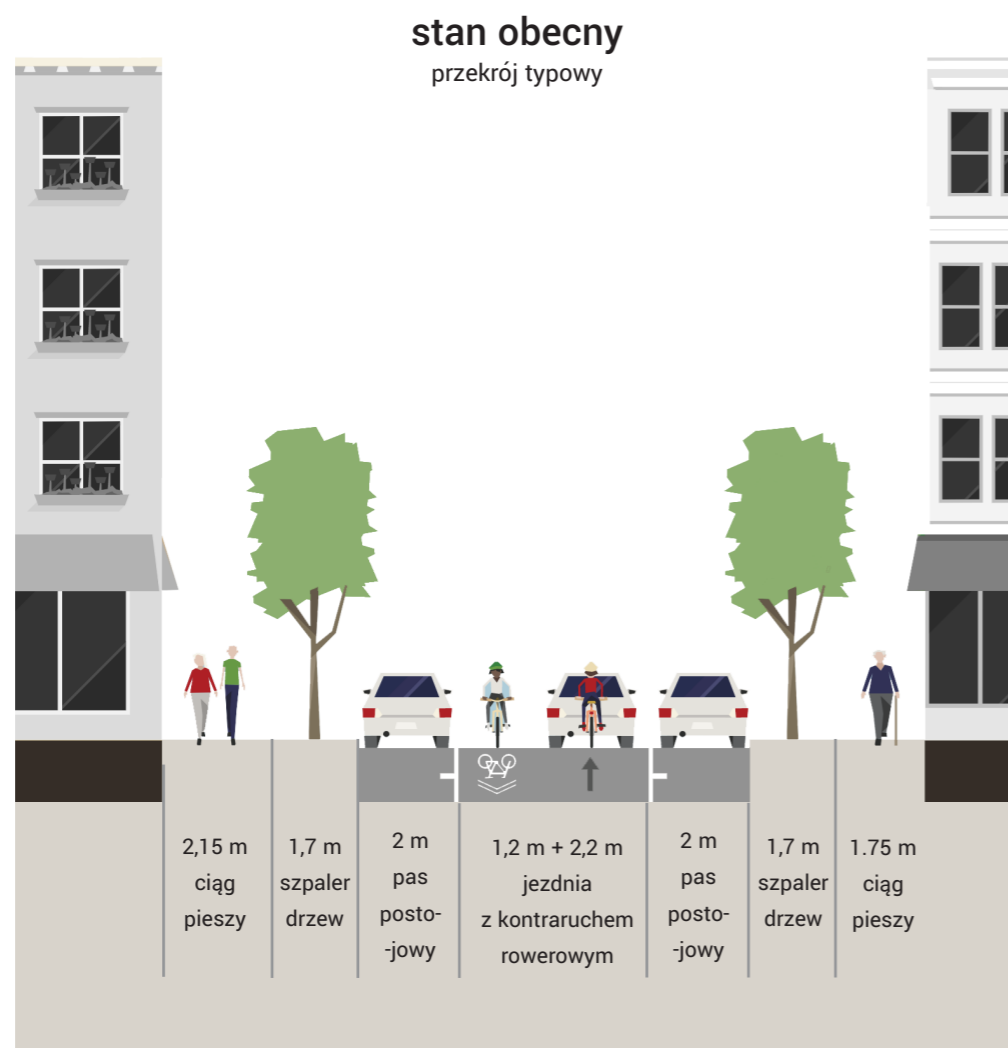 stan obecny
przekrój typowy
2,15 m
ciąg
pieszy
1,7 m
szpaler
drzew
2 m
pas
posto-
-jowy
1,2 m + 2,2 m
jezdnia
z kontraruchem
rowerowym
2 m
pas
posto-
-jowy
1,7 m
szpaler
drzew
1.75 m
ciąg
pieszy